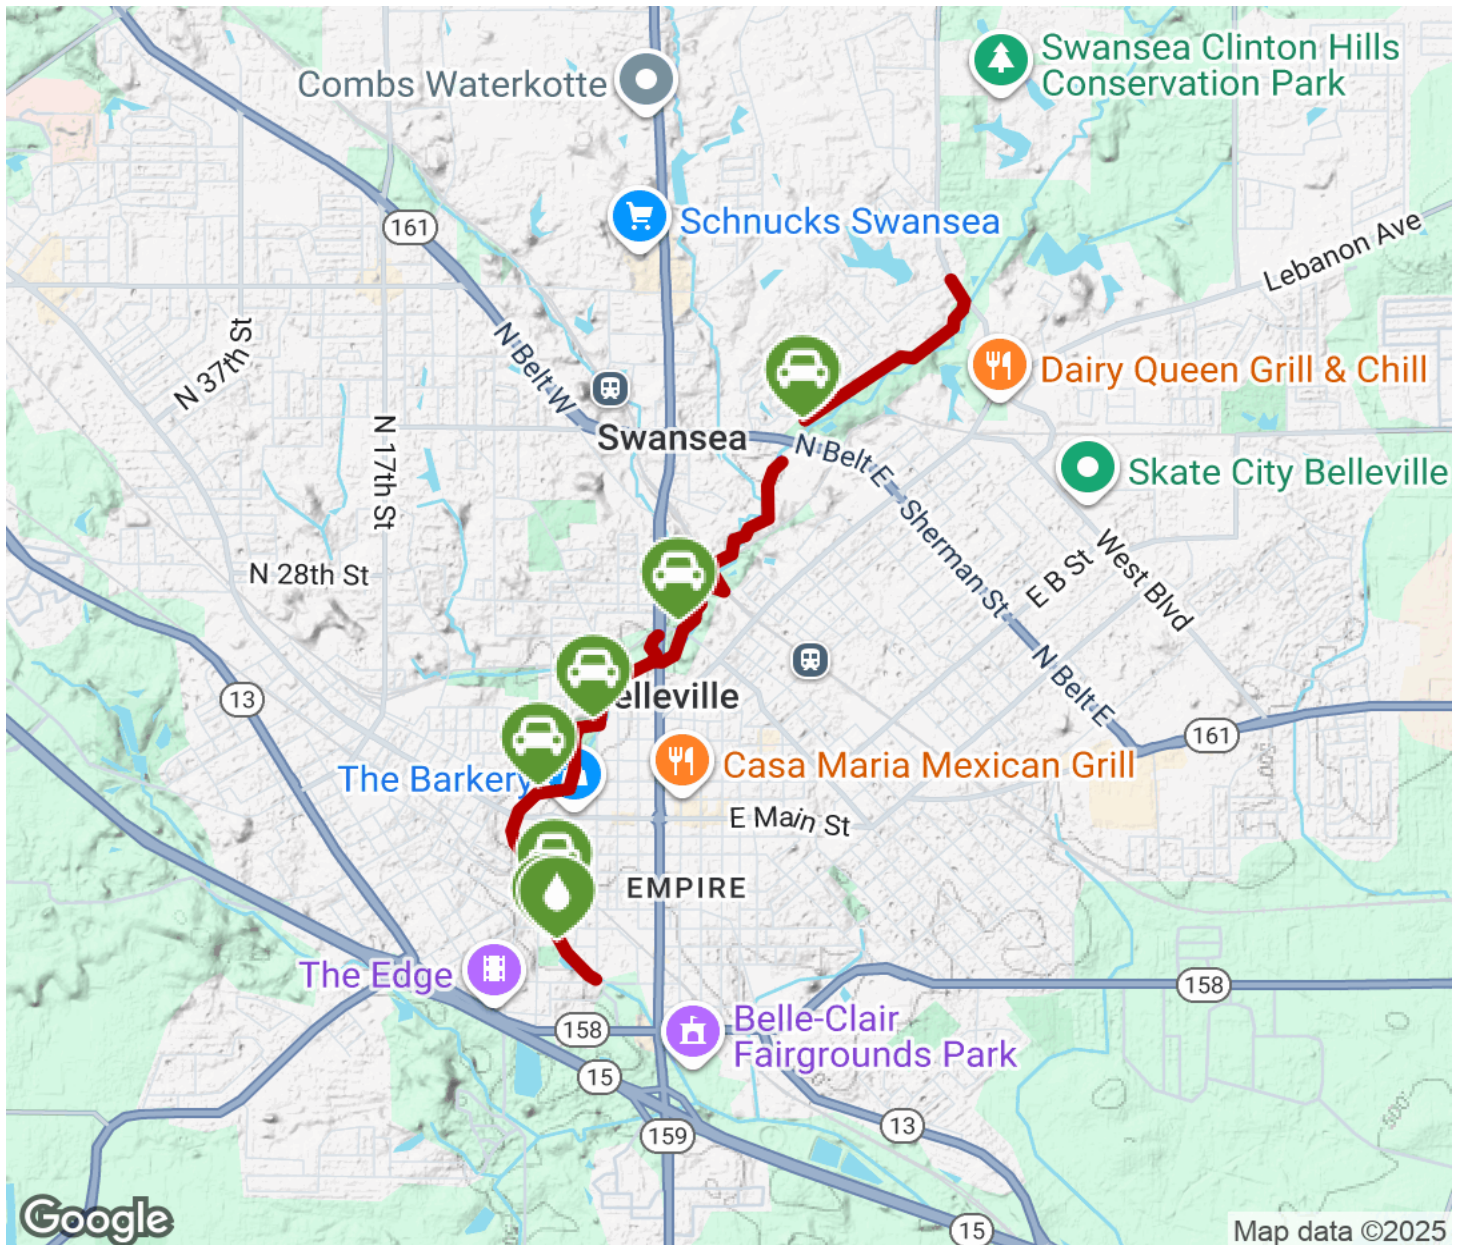 Swansea Clinton Hills
Conservation Park
Combs Waterkotte
161
Schnucks Swansea
Lebanon Ave
N 37th St
N Belt W
Dairy Queen Grill & Chill
N 17th St
Swansea
N Belt E
Skate City Belleville
Sherman St
West Blvd
N 28th St
E B St
N Belt E
13
elleville
161
The Barkery
Casa Maria Mexican Grill
500'
E Main St
EMPIRE
The Edge
158
Belle-Clair
Fairgrounds Park
158
15
13
159
500'
15
Google
Map data ©2025